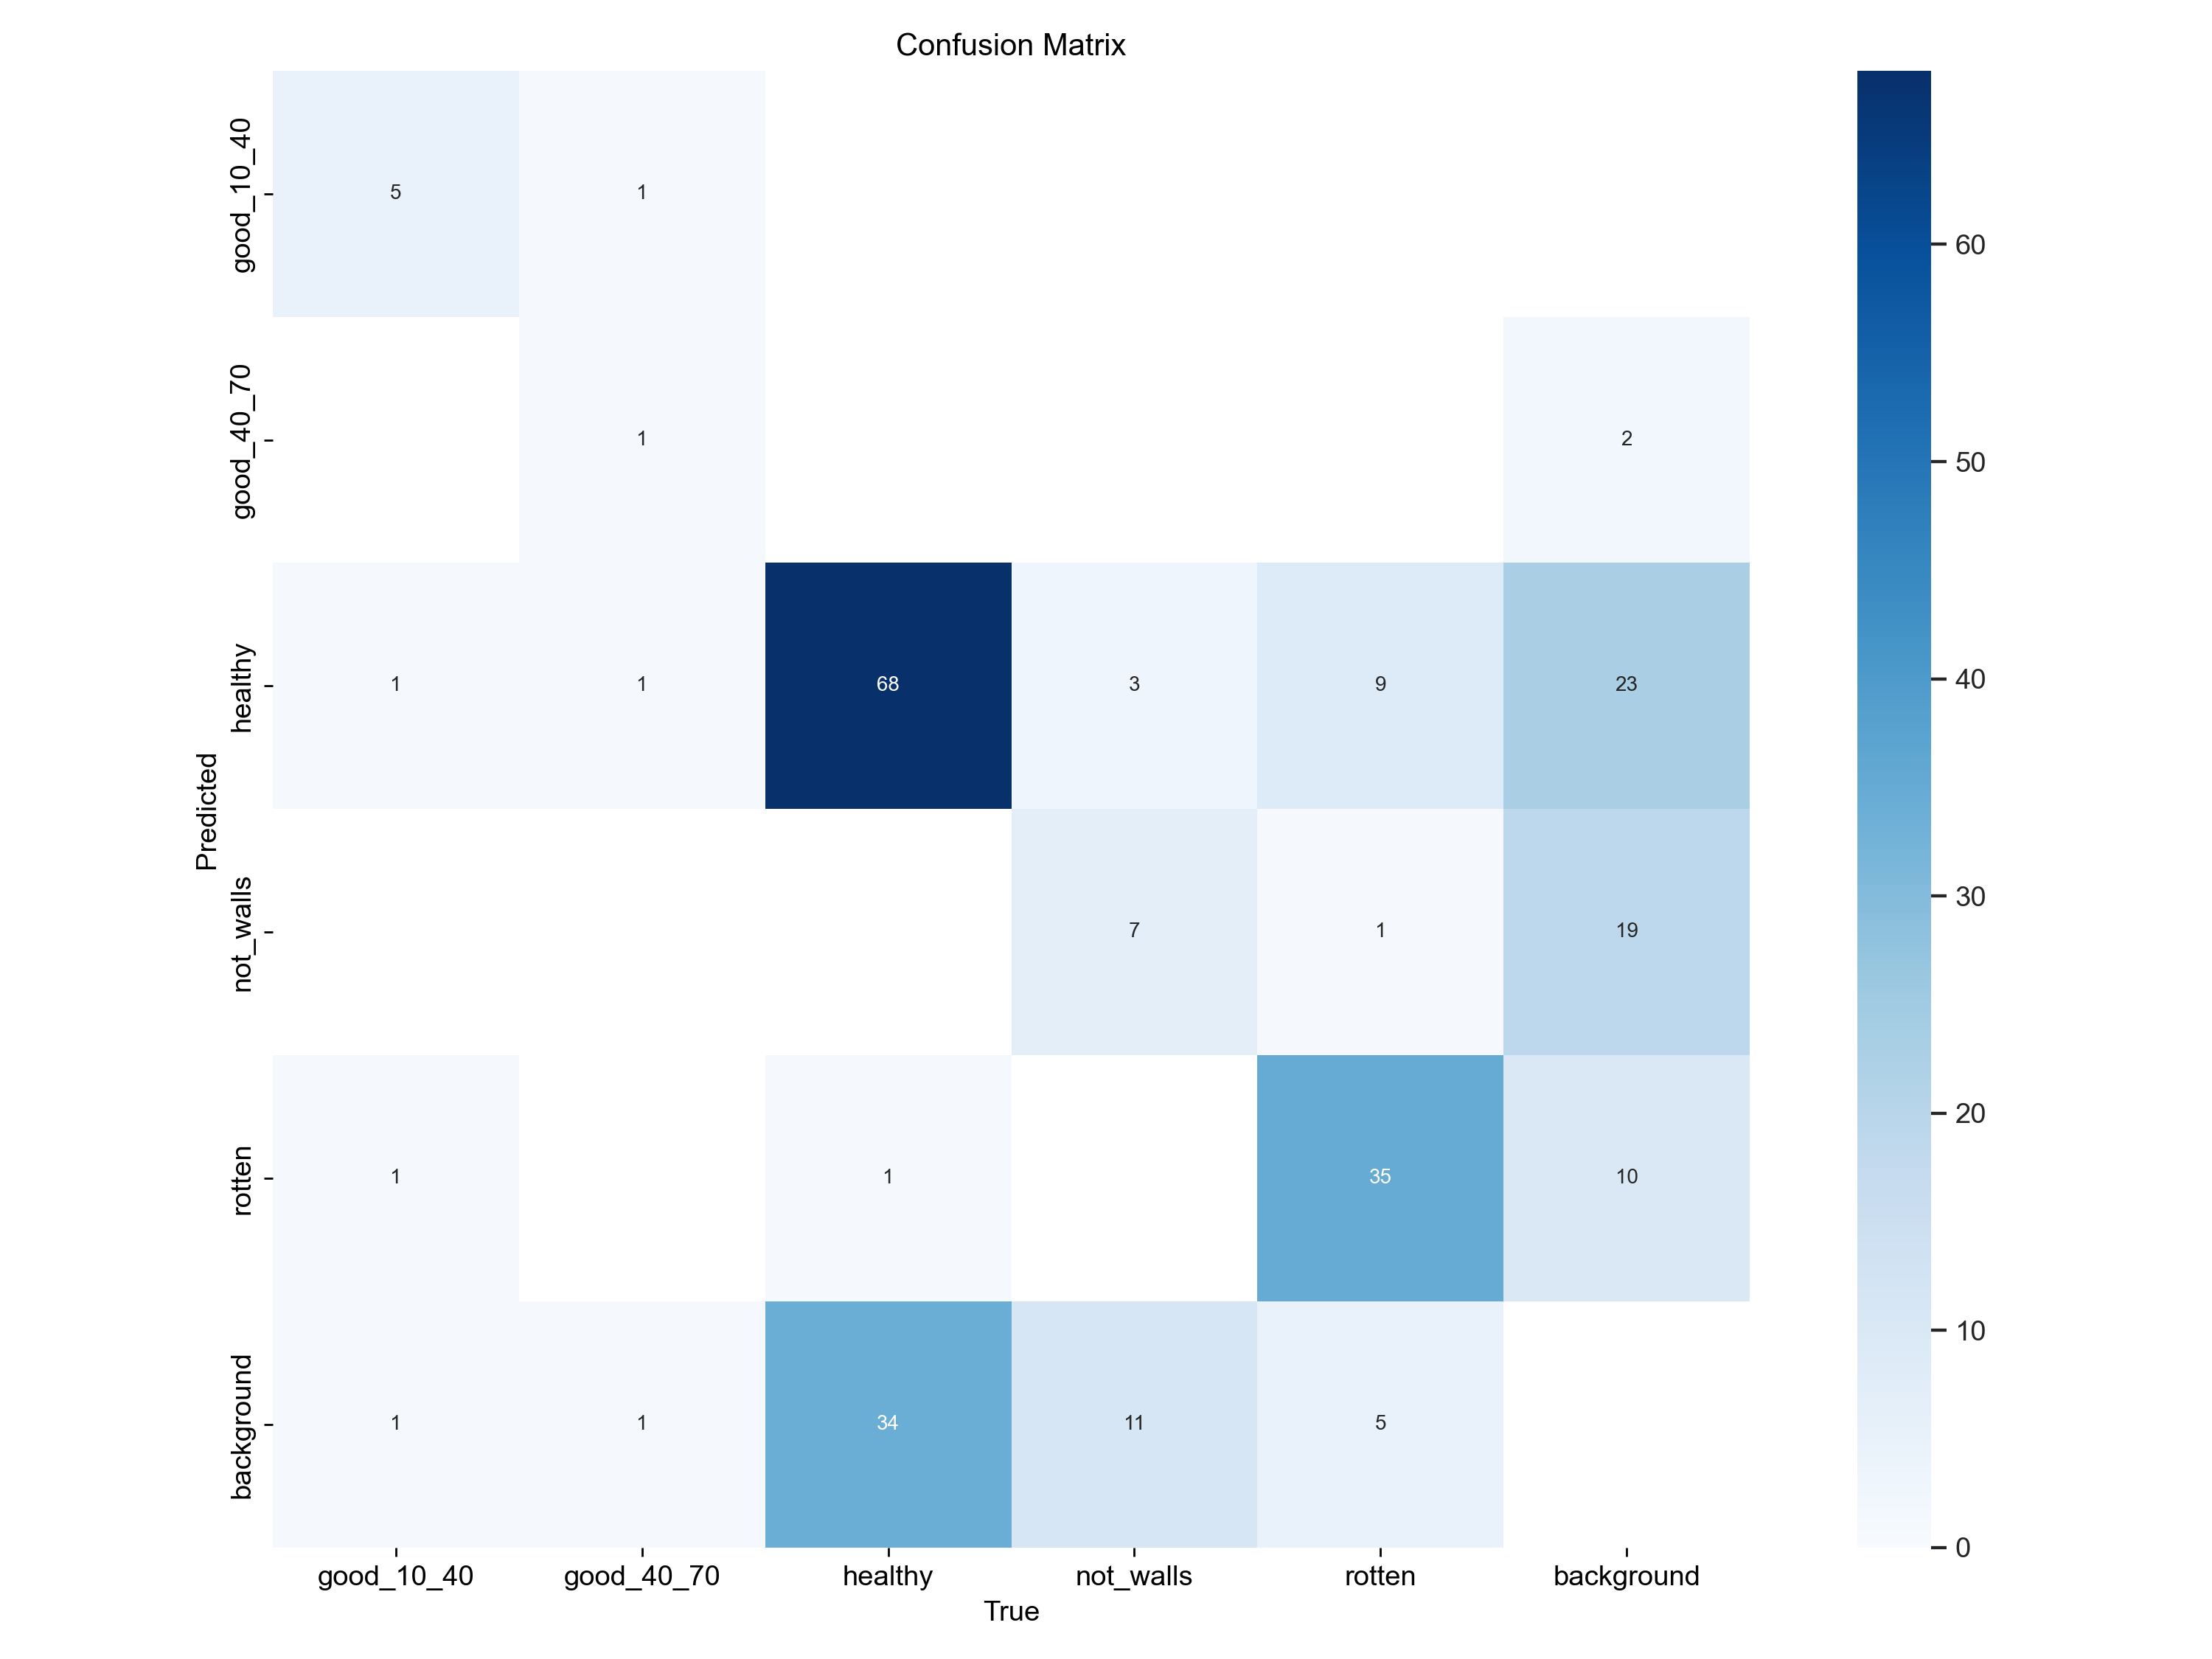 Confusion Matrix
good_10_40
5
1
good_40_70
1
2
healthy
1
1
68
3
9
23
not_walls
7
1
19
rotten
1
1
35
10
background
1
1
34
11
5
Predicted
good_10_40
good_40_70
healthy
not_walls
rotten
background
True
60
50
40
30
20
10
0